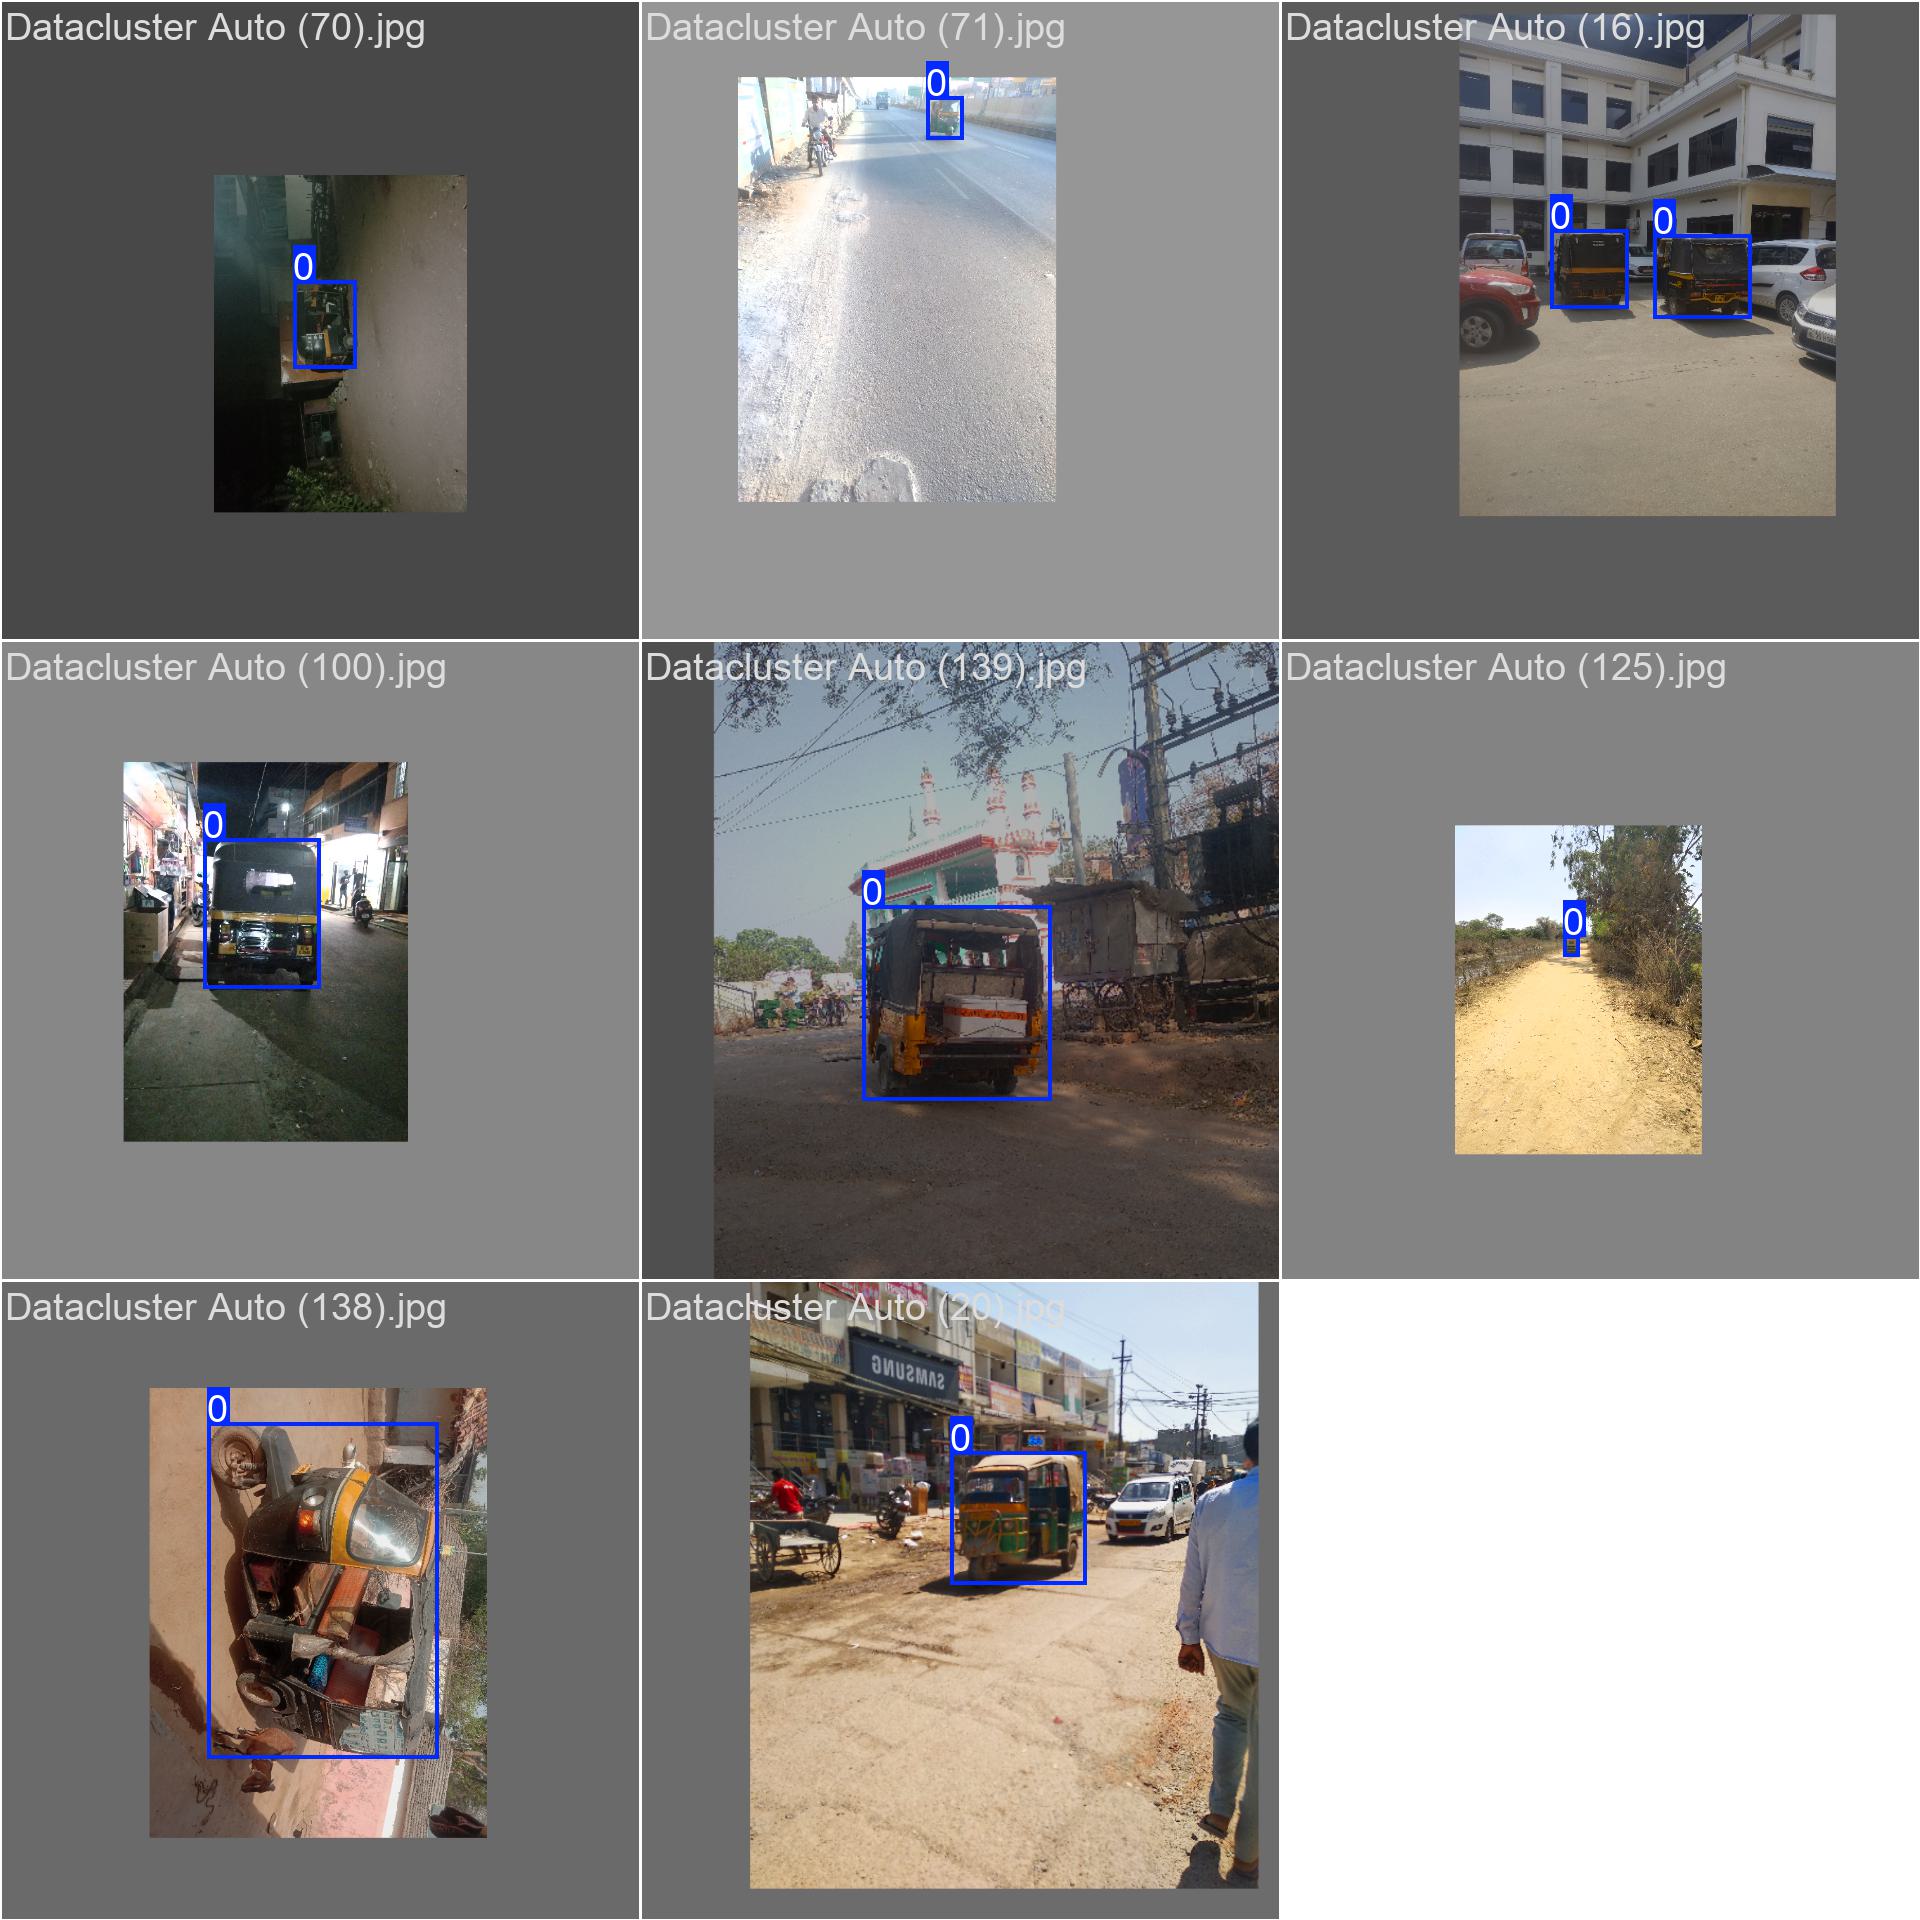 Datacluster Auto (70).jpg
Datacluster Auto (71).jpg
Datacluster Auto (16).jpg
0
0
0
0
Datacluster Auto (100).jpg
Datacluster Auto (139).jpg
Datacluster Auto (125).jpg
0
0
0
Datacluster Auto (138).jpg
Datacluster Auto (20).jpg
SAMSUNG
0
0